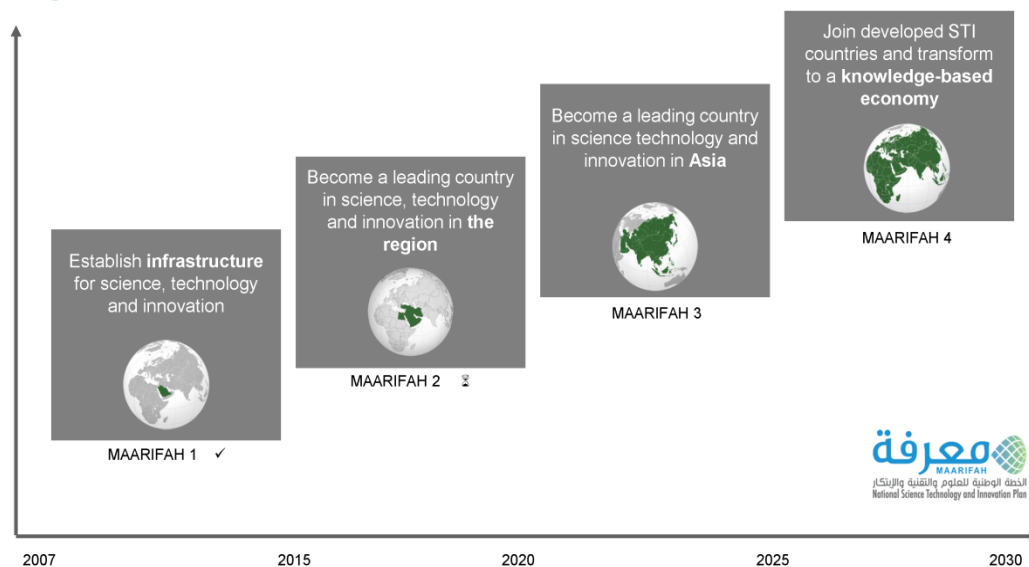 Join developed STI
countries and transform
to a knowledge-based
economy
MAARIFAH 4
Become a leading country
in science technology and
innovation in Asia
MAARIFAH 3
Become a leading country
in science, technology
and innovation in the
region
MAARIFAH 2 ⌛
Establish infrastructure
for science, technology
and innovation
MAARIFAH 1 ✓
معرفة
MAARIFAH
الخطة الوطنية للعلوم والتقنية والإبتكار
National Science Technology and Innovation Plan
2007 2015 2020 2025 2030